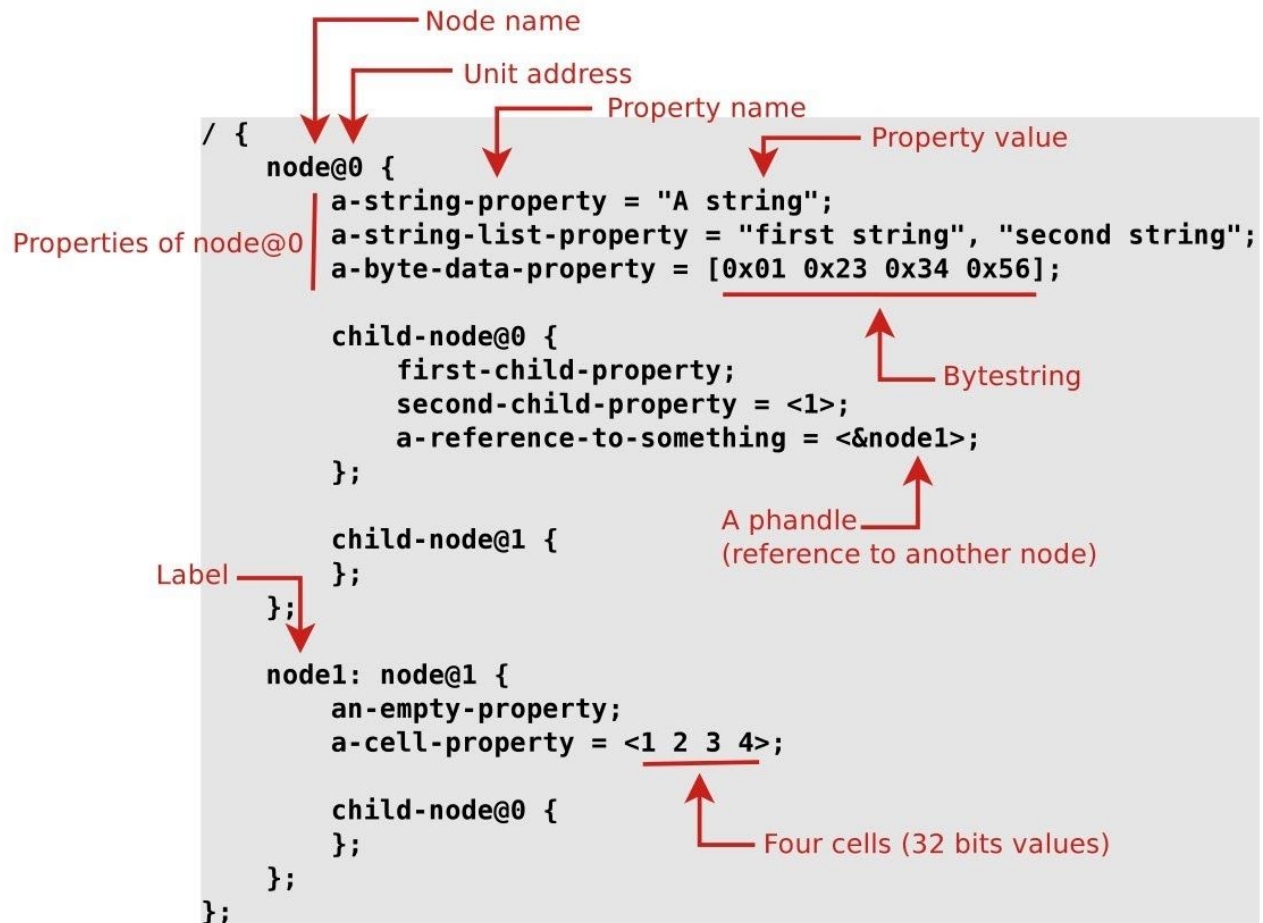 Node name
Unit address
Property name
Property value
/ {
node@0 {
Properties of node@0
a-string-property = "A string";
a-string-list-property = "first string", "second string";
a-byte-data-property = [0x01 0x23 0x34 0x56];
child-node@0 {
first-child-property;
Bytestring
second-child-property = <1>;
a-reference-to-something = <&node1>;
};
A phandle
(reference to another node)
child-node@1 {
};
Label
};
node1: node@1 {
an-empty-property;
a-cell-property = <1 2 3 4>;
child-node@0 {
};
Four cells (32 bits values)
};
};